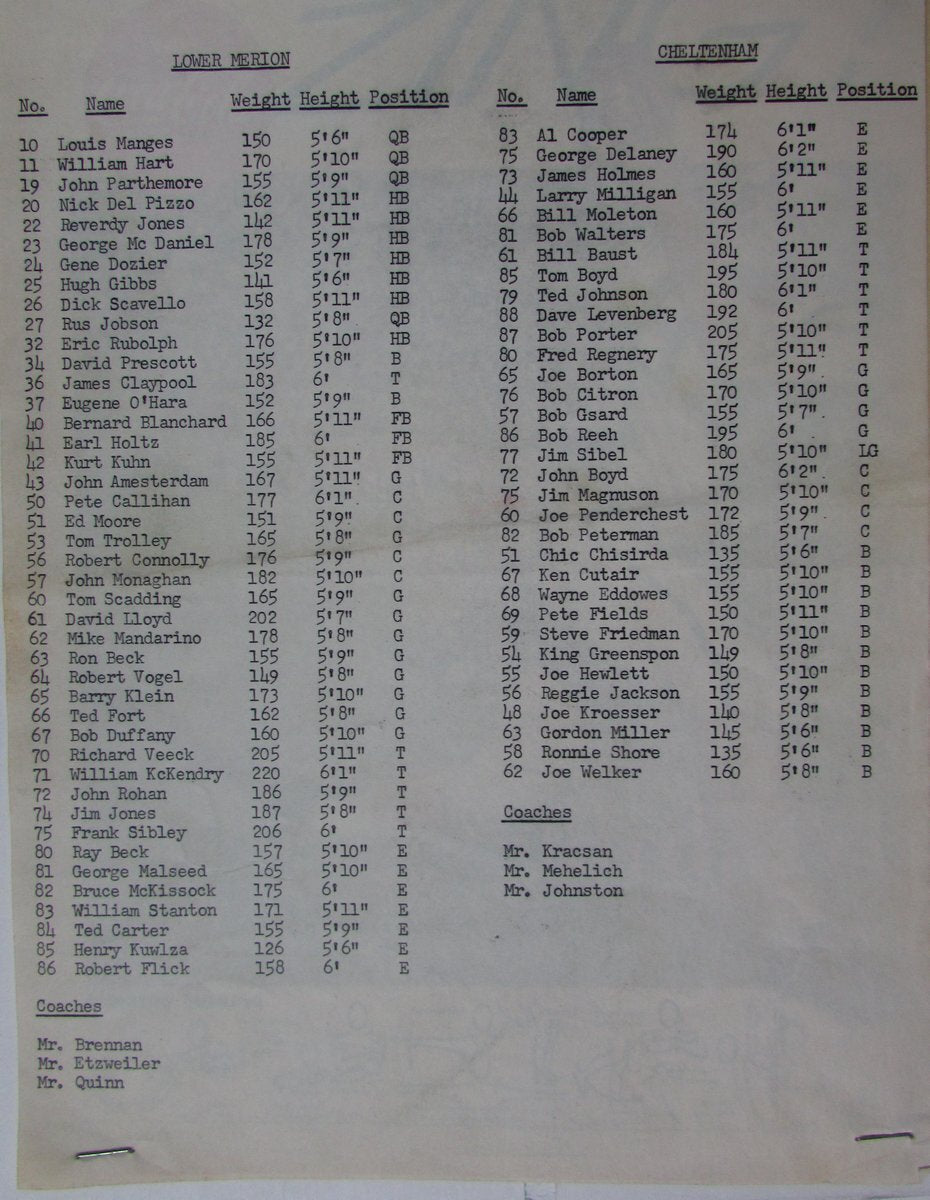 LOWER MERION
No. Name Weight Height Position
10 Louis Manges 150 5'6" QB
11 William Hart 170 5'10" QB
19 John Parthemore 155 5'9" QB
20 Nick Del Pizzo 162 5'11" HB
22 Reverdy Jones 142 5'11" HB
23 George Mc Daniel 178 5'9" HB
24 Gene Dozier 152 5'7" HB
25 Hugh Gibbs 141 5'6" HB
26 Dick Scavello 158 5'11" HB
27 Rus Jobson 132 5'8" QB
32 Eric Rubolph 176 5'10" HB
34 David Prescott 155 5'8" B
36 James Claypool 183 6' T
37 Eugene O'Hara 152 5'9" B
40 Bernard Blanchard 166 5'11" FB
41 Earl Holtz 185 6' FB
42 Kurt Kuhn 155 5'11" FB
43 John Amesterdam 167 5'11" G
50 Pete Callihan 177 6'1" C
51 Ed Moore 151 5'9" C
53 Tom Trolley 165 5'8" G
56 Robert Connolly 176 5'9" C
57 John Monaghan 182 5'10" C
60 Tom Scadding 165 5'9" G
61 David Lloyd 202 5'7" G
62 Mike Mandarino 178 5'8" G
63 Ron Beck 155 5'9" G
64 Robert Vogel 149 5'8" G
65 Barry Klein 173 5'10" G
66 Ted Fort 162 5'8" G
67 Bob Duffany 160 5'10" G
70 Richard Veeck 205 5'11" T
71 William KcKendry 220 6'1" T
72 John Rohan 186 5'9" T
74 Jim Jones 187 5'8" T
75 Frank Sibley 206 6' T
80 Ray Beck 157 5'10" E
81 George Malseed 165 5'10" E
82 Bruce McKissock 175 6' E
83 William Stanton 171 5'11" E
84 Ted Carter 155 5'9" E
85 Henry Kuwlza 126 5'6" E
86 Robert Flick 158 6' E
Coaches
Mr. Brennan
Mr. Etzweiler
Mr. Quinn
CHELTENHAM
No. Name Weight Height Position
83 Al Cooper 174 6'1" E
75 George Delaney 190 6'2" E
73 James Holmes 160 5'11" E
44 Larry Milligan 155 6' E
66 Bill Moleton 160 5'11" E
81 Bob Walters 175 6' E
61 Bill Baust 184 5'11" T
85 Tom Boyd 195 5'10" T
79 Ted Johnson 180 6'1" T
88 Dave Levenberg 192 6' T
87 Bob Porter 205 5'10" T
80 Fred Regnery 175 5'11" T
65 Joe Borton 165 5'9" G
76 Bob Citron 170 5'10" G
57 Bob Gsard 155 5'7" G
86 Bob Reeh 195 6' G
77 Jim Sibel 180 5'10" LG
72 John Boyd 175 6'2" C
75 Jim Magnuson 170 5'10" C
60 Joe Penderchest 172 5'9" C
82 Bob Peterman 185 5'7" C
51 Chic Chisirda 135 5'6" B
67 Ken Cutair 155 5'10" B
68 Wayne Eddowes 155 5'10" B
69 Pete Fields 150 5'11" B
59 Steve Friedman 170 5'10" B
54 King Greenspon 149 5'8" B
55 Joe Hewlett 150 5'10" B
56 Reggie Jackson 155 5'9" B
48 Joe Kroesser 140 5'8" B
63 Gordon Miller 145 5'6" B
58 Ronnie Shore 135 5'6" B
62 Joe Welker 160 5'8" B
Coaches
Mr. Kracsan
Mr. Mehelich
Mr. Johnston